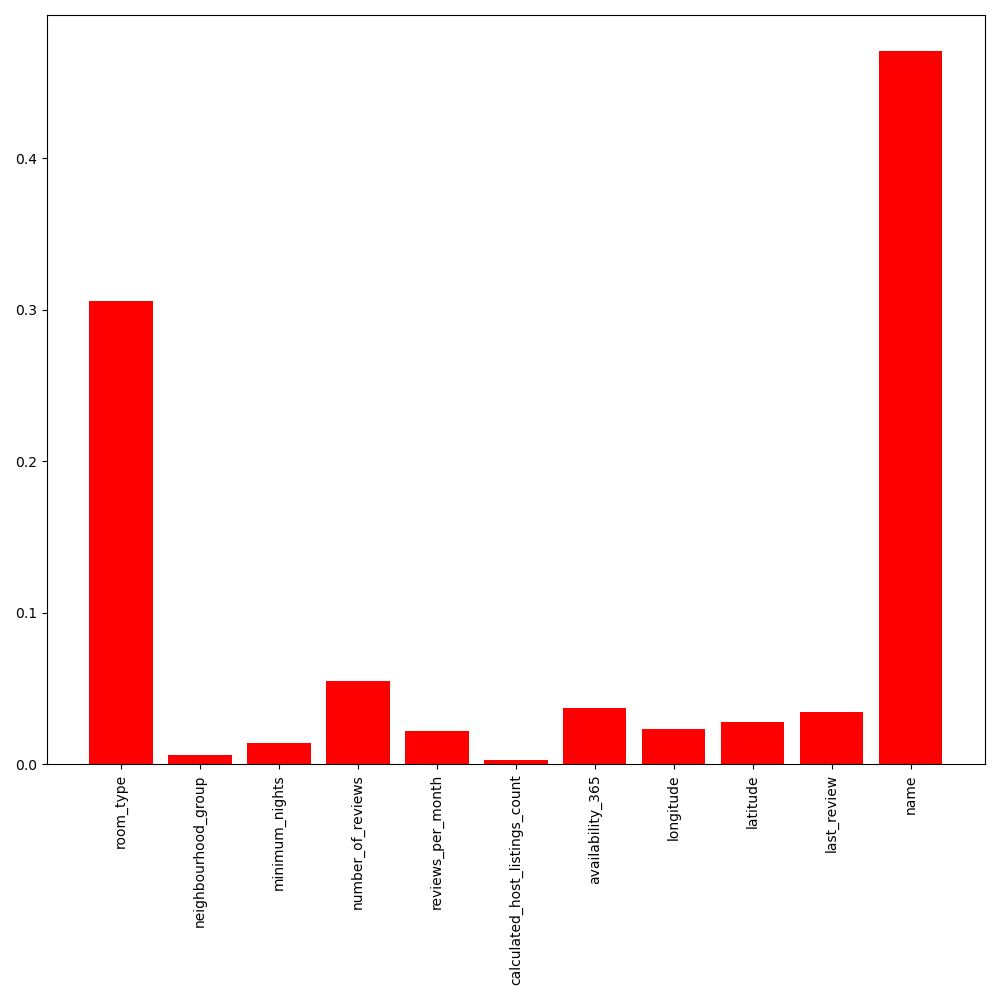 0.4
0.3
0.2
0.1
0.0
room_type
neighbourhood_group
minimum_nights
number_of_reviews
reviews_per_month
calculated_host_listings_count
availability_365
longitude
latitude
last_review
name